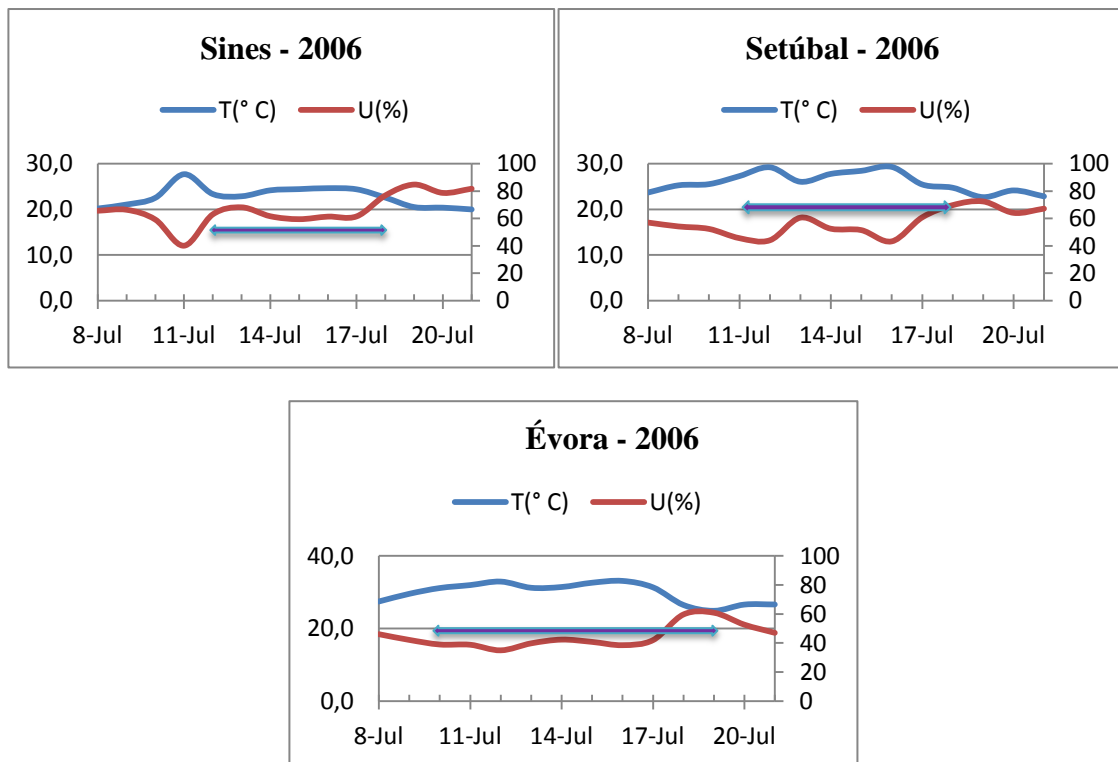 Sines - 2006
T(° C) U(%)
30,0 100
80
20,0 60
10,0 40
20
0,0 0
8-Jul 11-Jul 14-Jul 17-Jul 20-Jul
Setúbal - 2006
T(° C) U(%)
30,0 100
80
20,0 60
10,0 40
20
0,0 0
8-Jul 11-Jul 14-Jul 17-Jul 20-Jul
Évora - 2006
T(° C) U(%)
40,0 100
80
20,0 60
40
20
0,0 0
8-Jul 11-Jul 14-Jul 17-Jul 20-Jul